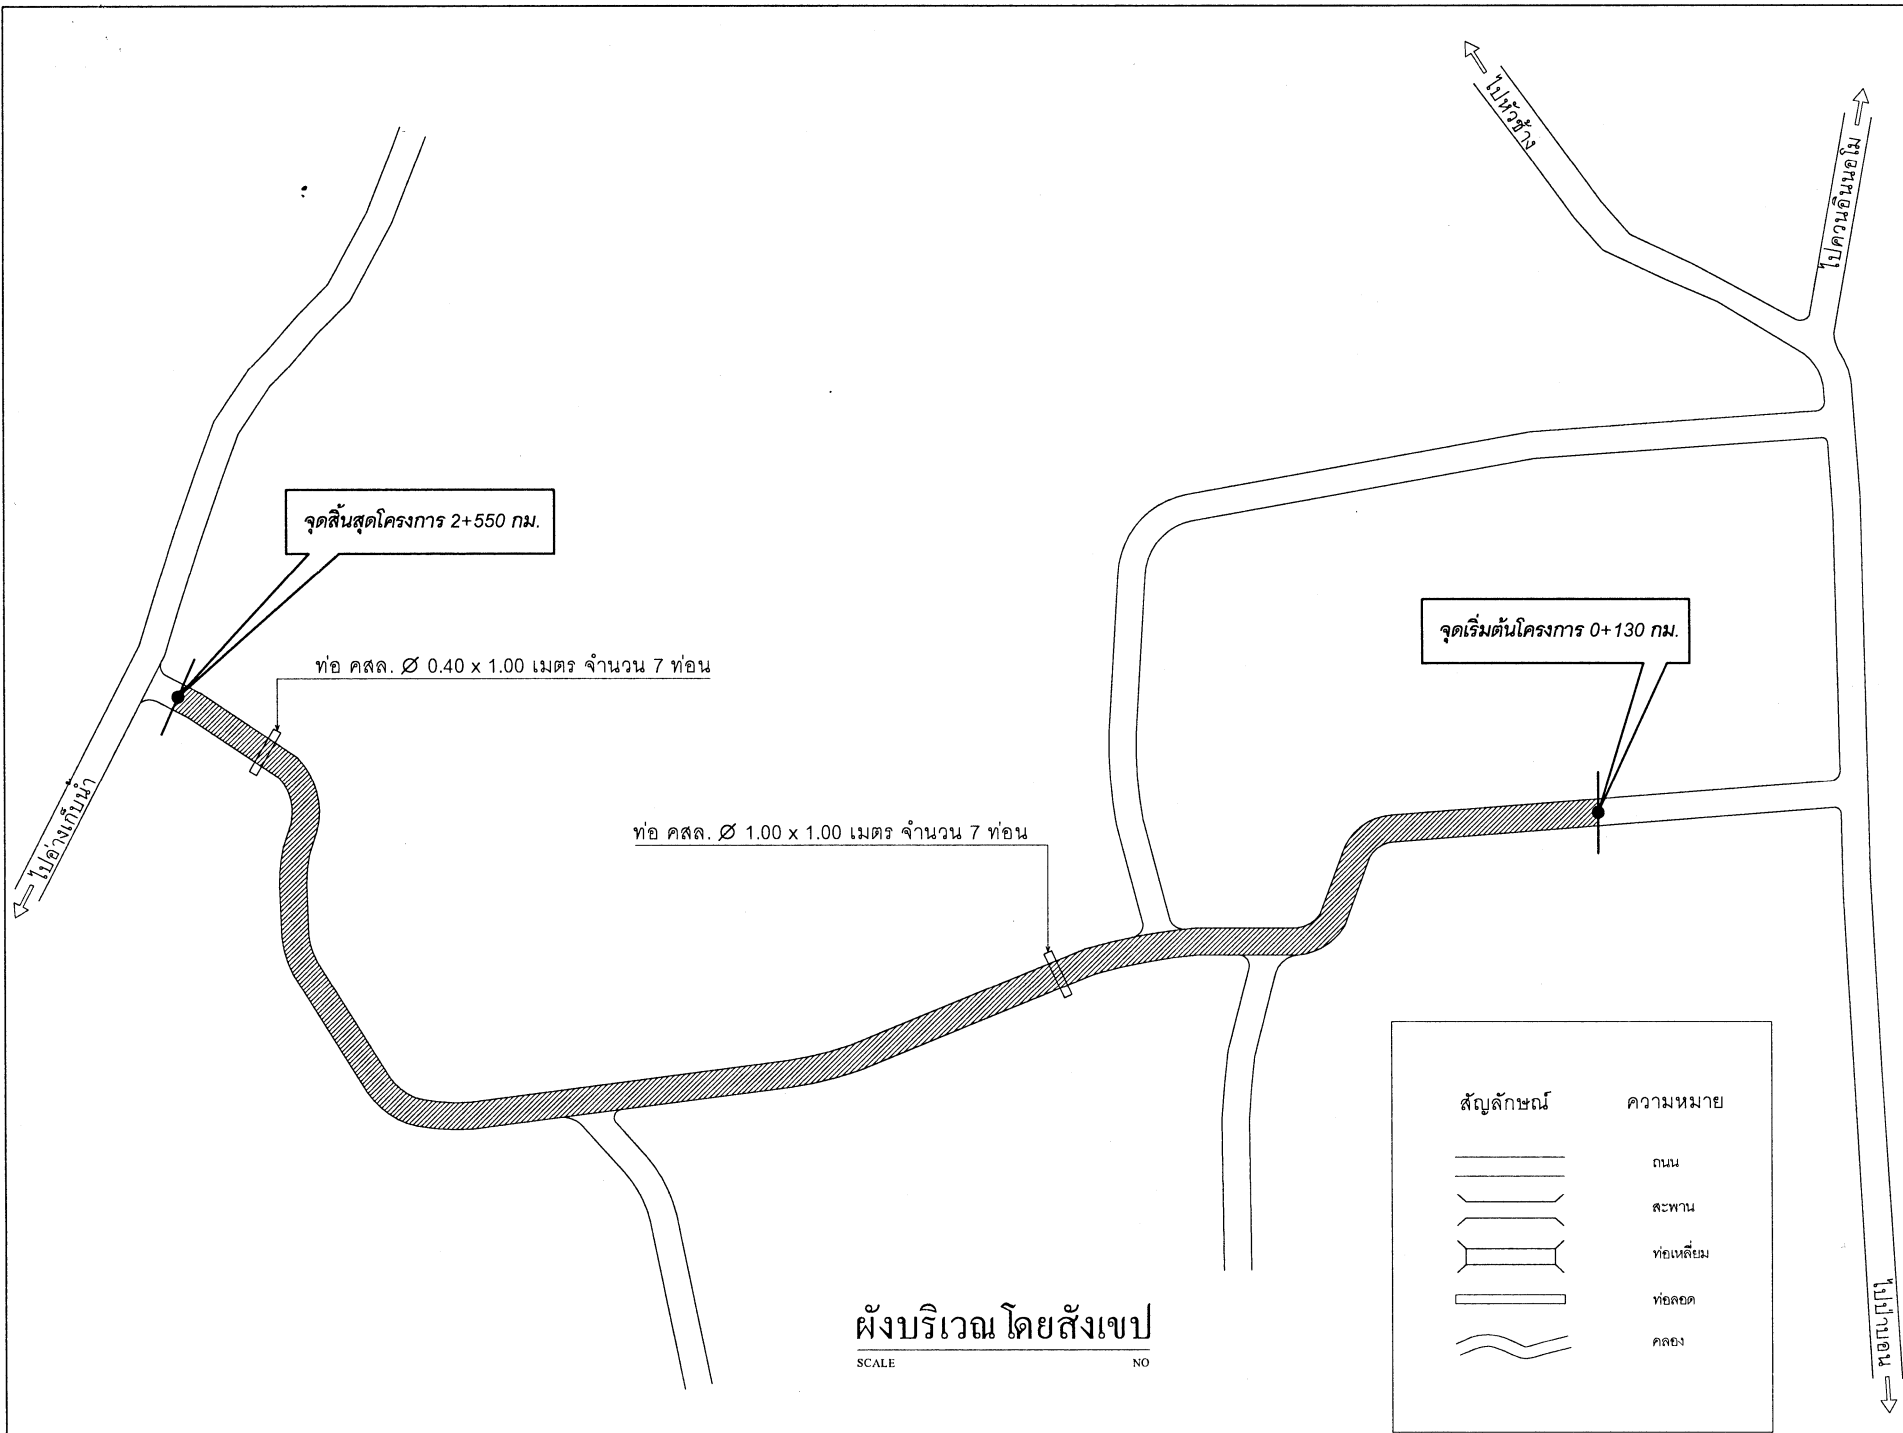 ไปหัวช้าง
ไปควนอินนอโม
จุดสิ้นสุดโครงการ 2+550 กม.
จุดเริ่มต้นโครงการ 0+130 กม.
ท่อ คสล. Ø 0.40 x 1.00 เมตร จำนวน 7 ท่อน
ไปอ่างเก็บน้ำ
ท่อ คสล. Ø 1.00 x 1.00 เมตร จำนวน 7 ท่อน
สัญลักษณ์ ความหมาย
ถนน
สะพาน
ท่อเหลี่ยม
ท่อลอด
คลอง
ไปป่าบอน
ผังบริเวณโดยสังเขป
SCALE NO